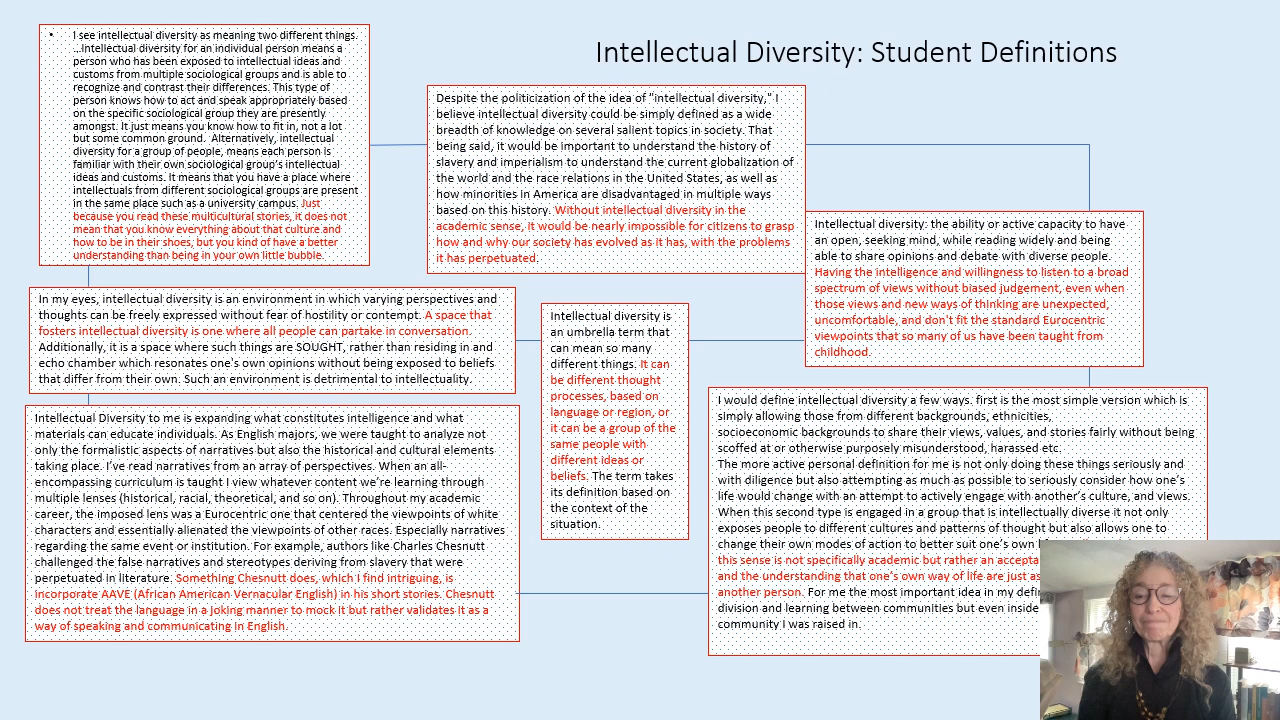 Intellectual Diversity: Student Definitions
• I see intellectual diversity as meaning two different things.
...Intellectual diversity for an individual person means a
person who has been exposed to intellectual ideas and
customs from multiple sociological groups and is able to
recognize and contrast their differences. This type of
person knows how to act and speak appropriately based
on the specific sociological group they are presently
amongst. It just means you know how to fit in, not a lot
but some common ground. Alternatively, intellectual
diversity for a group of people, means each person is
familiar with their own sociological group's intellectual
ideas and customs. It means that you have a place where
intellectuals from different sociological groups are present
in the same place such as a university campus. Just
because you read these multicultural stories, it does not
mean that you know everything about that culture and
how to be in their shoes, but you kind of have a better
understanding than being in your own little bubble.
Despite the politicization of the idea of "intellectual diversity," I
believe intellectual diversity could be simply defined as a wide
breadth of knowledge on several salient topics in society. That
being said, it would be important to understand the history of
slavery and imperialism to understand the current globalization of
the world and the race relations in the United States, as well as
how minorities in America are disadvantaged in multiple ways
based on this history. Without intellectual diversity in the
academic sense, it would be nearly impossible for citizens to grasp
how and why our society has evolved as it has, with the problems
it has perpetuated.
Intellectual diversity: the ability or active capacity to have
an open, seeking mind, while reading widely and being
able to share opinions and debate with diverse people.
Having the intelligence and willingness to listen to a broad
spectrum of views without biased judgement, even when
those views and new ways of thinking are unexpected,
uncomfortable, and don't fit the standard Eurocentric
viewpoints that so many of us have been taught from
childhood.
In my eyes, intellectual diversity is an environment in which varying perspectives and
thoughts can be freely expressed without fear of hostility or contempt. A space that
fosters intellectual diversity is one where all people can partake in conversation.
Additionally, it is a space where such things are SOUGHT, rather than residing in and
echo chamber which resonates one's own opinions without being exposed to beliefs
that differ from their own. Such an environment is detrimental to intellectuality.
Intellectual diversity is
an umbrella term that
can mean so many
different things. It can
be different thought
processes, based on
language or region, or
it can be a group of the
same people with
different ideas or
beliefs. The term takes
its definition based on
the context of the
situation.
Intellectual Diversity to me is expanding what constitutes intelligence and what
materials can educate individuals. As English majors, we were taught to analyze not
only the formalistic aspects of narratives but also the historical and cultural elements
taking place. I've read narratives from an array of perspectives. When an all-
encompassing curriculum is taught I view whatever content we're learning through
multiple lenses (historical, racial, theoretical, and so on). Throughout my academic
career, the imposed lens was a Eurocentric one that centered the viewpoints of white
characters and essentially alienated the viewpoints of other races. Especially narratives
regarding the same event or institution. For example, authors like Charles Chesnutt
challenged the false narratives and stereotypes deriving from slavery that were
perpetuated in literature. Something Chesnutt does, which I find intriguing, is
incorporate AAVE (African American Vernacular English) in his short stories. Chesnutt
does not treat the language in a joking manner to mock it but rather validates it as a
way of speaking and communicating in English.
I would define intellectual diversity a few ways. first is the most simple version which is
simply allowing those from different backgrounds, ethnicities,
socioeconomic backgrounds to share their views, values, and stories fairly without being
scoffed at or otherwise purposely misunderstood, harassed etc.
The more active personal definition for me is not only doing these things seriously and
with diligence but also attempting as much as possible to seriously consider how one's
life would change with an attempt to actively engage with another's culture, and views.
When this second type is engaged in a group that is intellectually diverse it not only
exposes people to different cultures and patterns of thought but also allows one to
change their own modes of action to better suit one's own
this sense is not specifically academic but rather an
and the understanding that one's own way of life are just as
another person. For me the most important idea in my
division and learning between communities but even inside
community I was raised in.